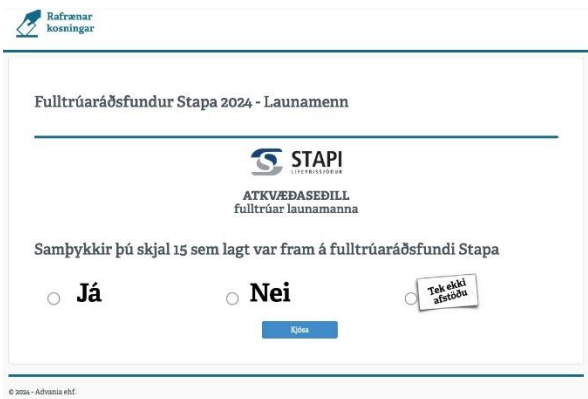 Rafrænar
kosningar
Fulltrúaráðsfundur Stapa 2024 - Launamenn
STAPI
LÍFEYRISSJÓÐUR
ATKVÆÐASEÐILL
fulltrúar launamanna
Samþykkir þú skjal 15 sem lagt var fram á fulltrúaráðsfundi Stapa
Já
Nei
Tek ekki
afstöðu
Kjósa
© 2024 - Advania ehf.